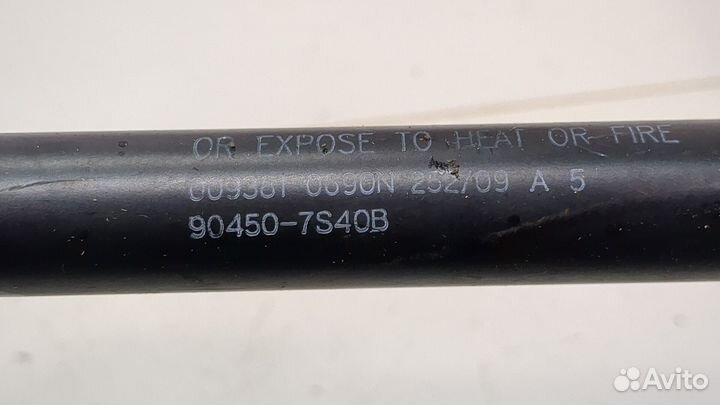 OR EXPOSE TO HEAT OR FIRE
009381 0690N 252/09 A 5
90450-7S40B
Avito